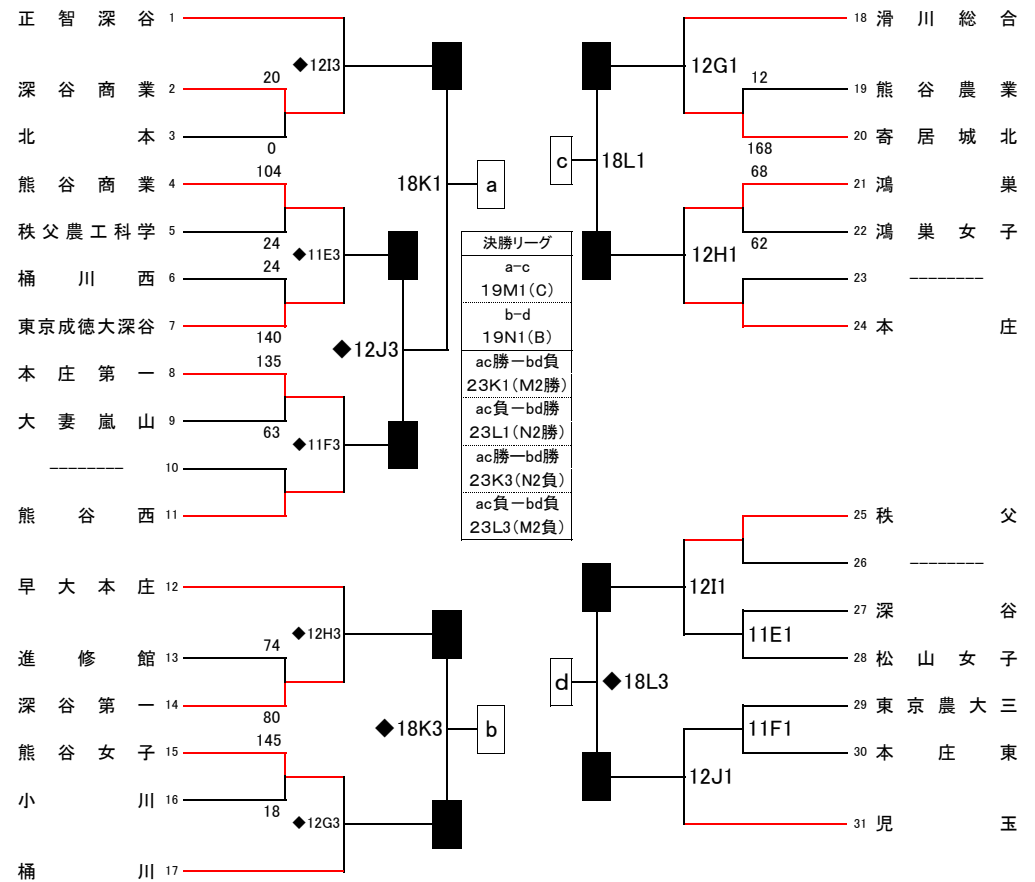 正智深谷 1
◆12I3
20
深谷商業 2
北本 3
0
104
熊谷商業 4
秩父農工科学 5
24
◆11E3
24
桶川西 6
東京成徳大深谷 7
140
◆12J3
18K1
a
135
本庄第一 8
大妻嵐山 9
63
◆11F3
-------- 10
熊谷西 11
早大本庄 12
◆12H3
74
進修館 13
深谷第一 14
80
◆18K3
b
145
熊谷女子 15
小川 16
18
◆12G3
桶川 17
決勝リーグ
a-c
19M1(C)
b-d
19N1(B)
ac勝ーbd負
23K1(M2勝)
ac負ーbd勝
23L1(N2勝)
ac勝ーbd勝
23K3(N2負)
ac負ーbd負
23L3(M2負)
18 滑川総合
12G1
12
19 熊谷農業
20 寄居城北
168
c
18L1
68
21 鴻巣
22 鴻巣女子
62
12H1
23 --------
24 本庄
25 秩父
26 --------
12I1
27 深谷
11E1
28 松山女子
d
◆18L3
29 東京農大三
11F1
30 本庄東
12J1
31 児玉